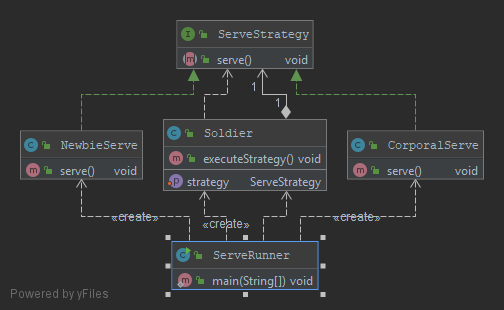 ServeStrategy
serve() void
1
1
NewbieServe
serve() void
Soldier
executeStrategy() void
strategy ServeStrategy
CorporalServe
serve() void
«create»
«create»
«create»
ServeRunner
main(String[]) void
Powered by yFiles